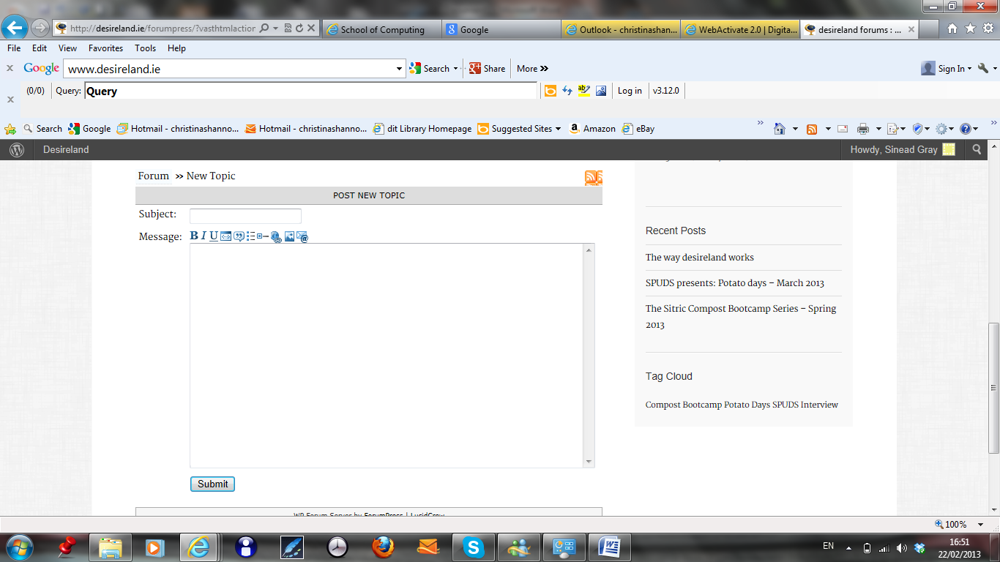 http://desireland.ie/forumpress/?vasthtmlaction
School of Computing
Google
Outlook - christinashan...
WebActivate 2.0 | Digita...
desireland forums : ...
File Edit View Favorites Tools Help
Google www.desireland.ie Search Share More Sign In
(0/0) Query: Query Log in v3.12.0
Search Google Hotmail - christinashanno... Hotmail - christinashanno... dit Library Homepage Suggested Sites Amazon eBay
Desireland Howdy, Sinead Gray
Forum » New Topic
POST NEW TOPIC
Subject:
Message: B I U
Submit
WP Forum Server by ForumPress | LucidCrew
Recent Posts
The way desireland works
SPUDS presents: Potato days – March 2013
The Sitric Compost Bootcamp Series – Spring
2013
Tag Cloud
Compost Bootcamp Potato Days SPUDS Interview
100%
EN
16:51
22/02/2013